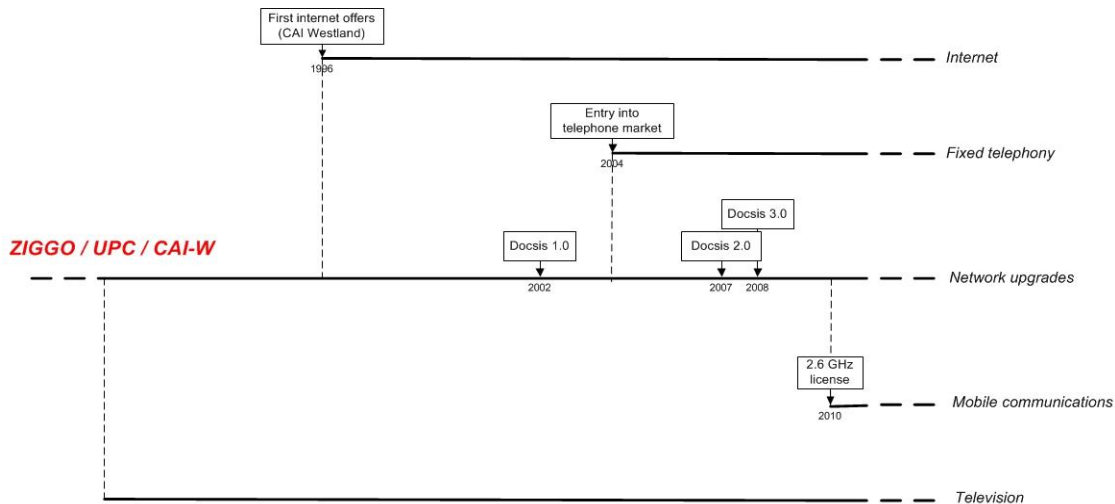 First internet offers
(CAI Westland)
1996
Internet
Entry into
telephone market
2004
Fixed telephony
Docsis 3.0
Docsis 1.0
Docsis 2.0
ZIGGO / UPC / CAI-W
2002
2007
2008
Network upgrades
2.6 GHz
license
2010
Mobile communications
Television